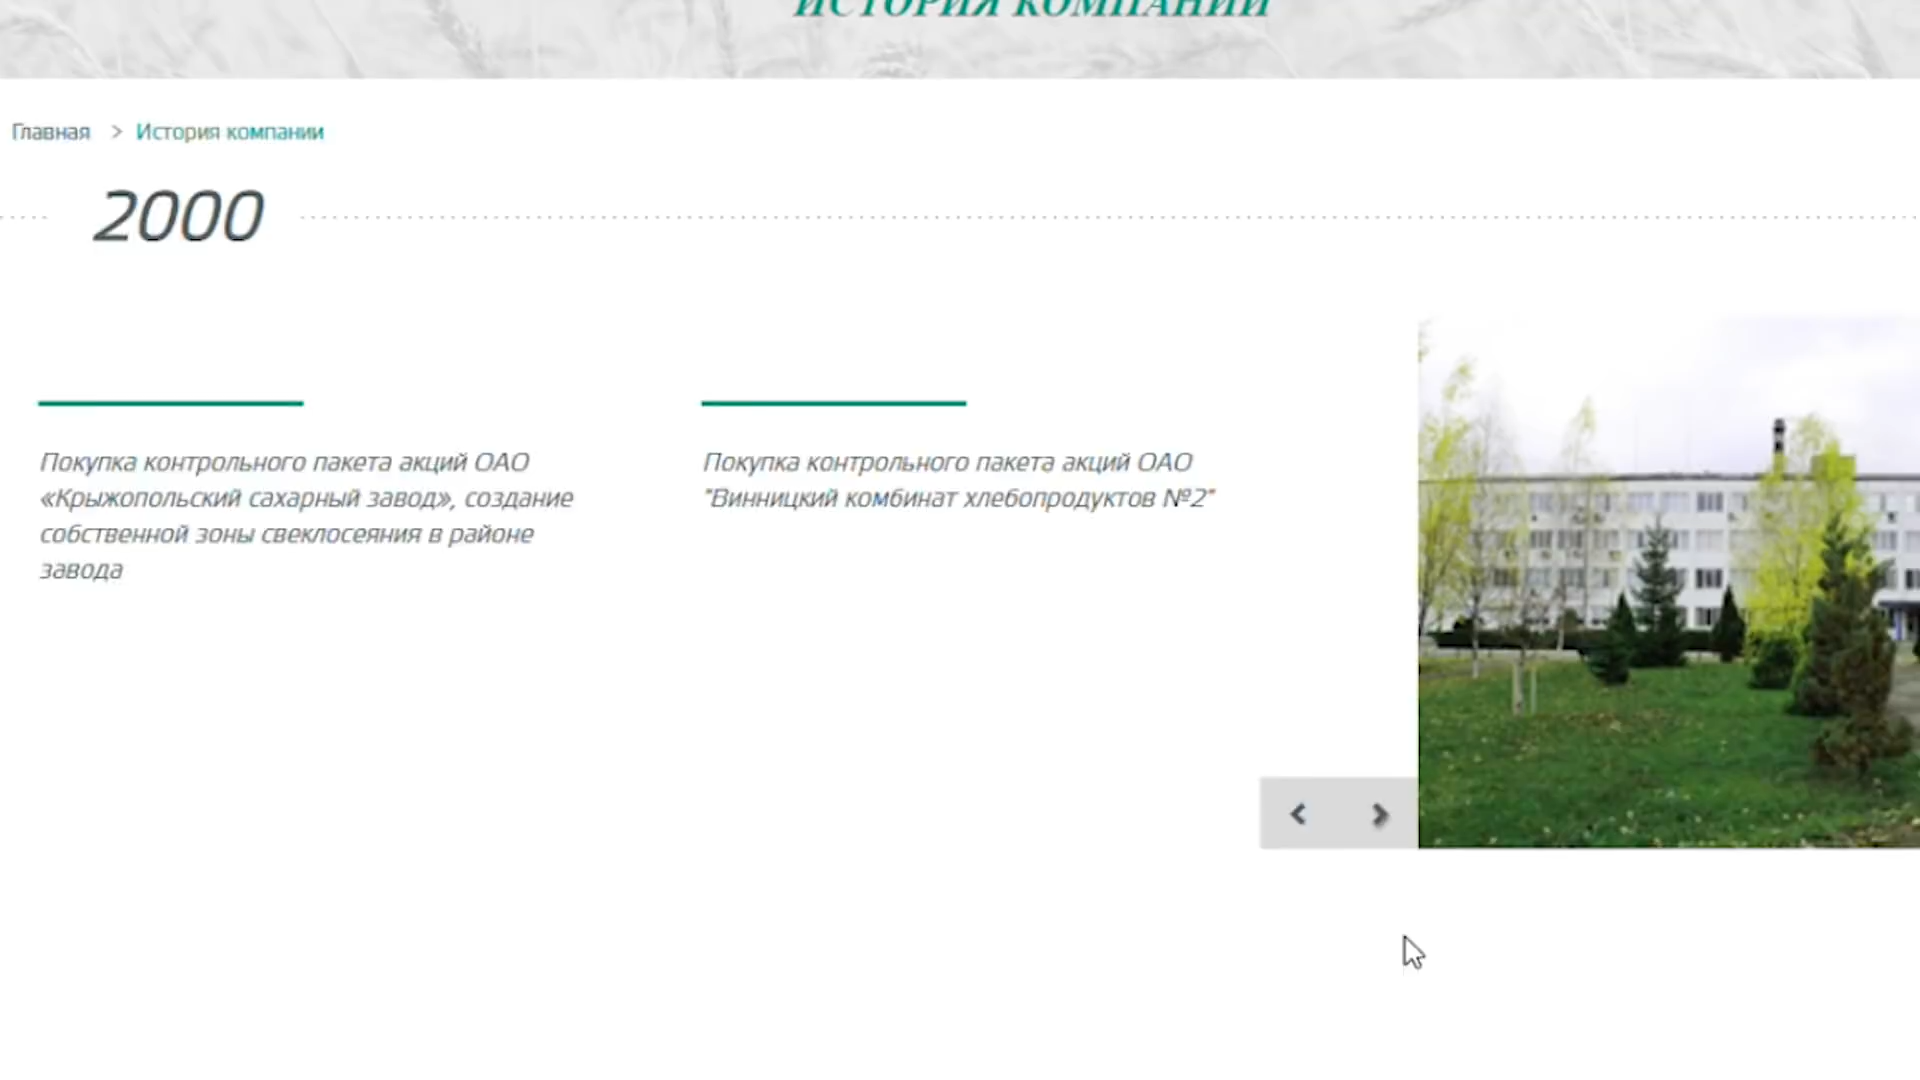 ИСТОРИЯ КОМПАНИИ
Главная > История компании
2000
Покупка контрольного пакета акций ОАО
«Крыжопольский сахарный завод», создание
собственной зоны свеклосеяния в районе
завода
Покупка контрольного пакета акций ОАО
"Винницкий комбинат хлебопродуктов №2"